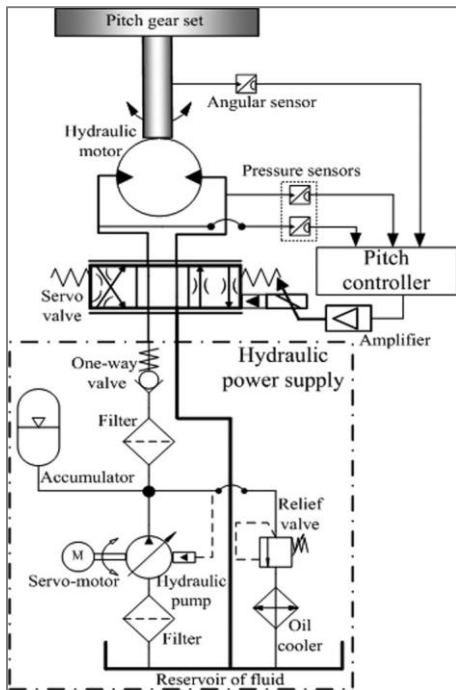 Pitch gear set
Angular sensor
Hydraulic
motor
Pressure sensors
Pitch
controller
Servo
valve
Amplifier
Hydraulic
power supply
One-way
valve
Filter
Accumulator
Relief
valve
M
Servo-motor
Hydraulic
pump
Filter
Oil
cooler
Reservoir of fluid